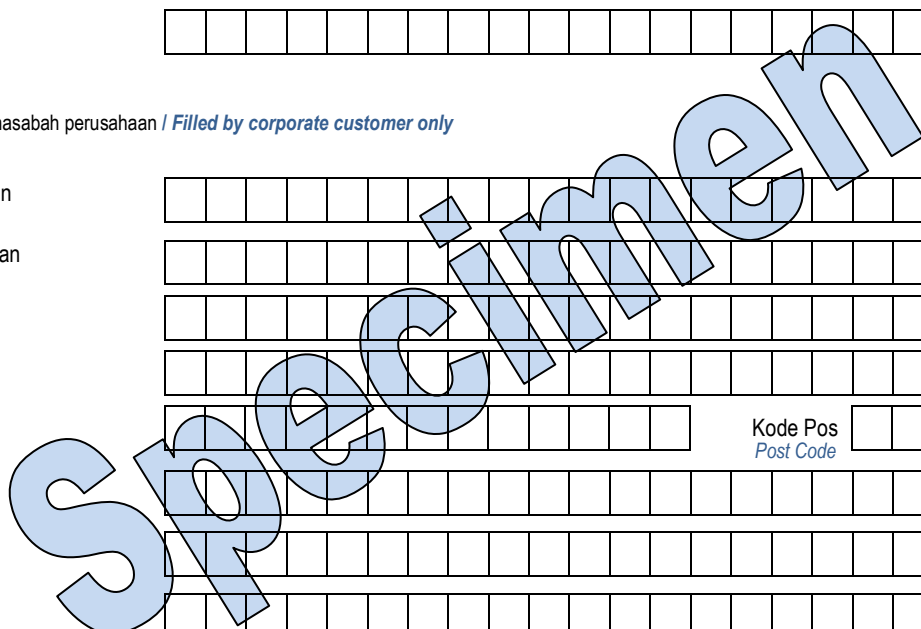 nasabah perusahaan / Filled by corporate customer only
n
an
Kode Pos
Post Code
Specimen